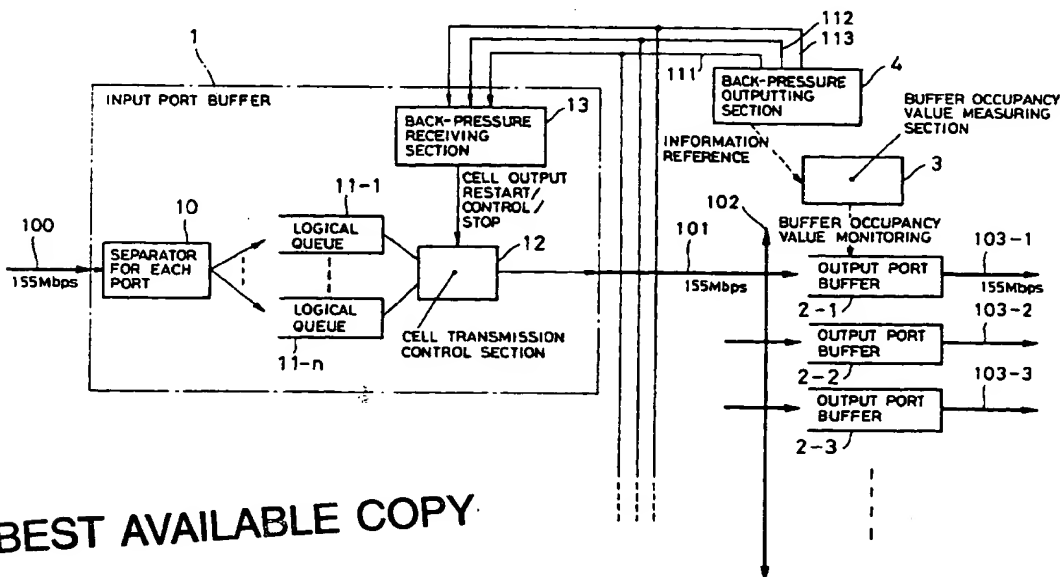 112
113
1
111
4
INPUT PORT BUFFER
13
BACK-PRESSURE
OUTPUTTING
SECTION
BUFFER OCCUPANCY
VALUE MEASURING
SECTION
BACK-PRESSURE
RECEIVING
SECTION
INFORMATION
REFERENCE
3
CELL OUTPUT
RESTART/
CONTROL/
STOP
11-1
10
100
LOGICAL
QUEUE
12
102
BUFFER OCCUPANCY
VALUE MONITORING
101
103-1
SEPARATOR
FOR EACH
PORT
155Mbps
155Mbps
OUTPUT PORT
BUFFER
155Mbps
2-1
103-2
LOGICAL
QUEUE
CELL TRANSMISSION
CONTROL SECTION
11-n
OUTPUT PORT
BUFFER
2-2
103-3
OUTPUT PORT
BUFFER
2-3
BEST AVAILABLE COPY